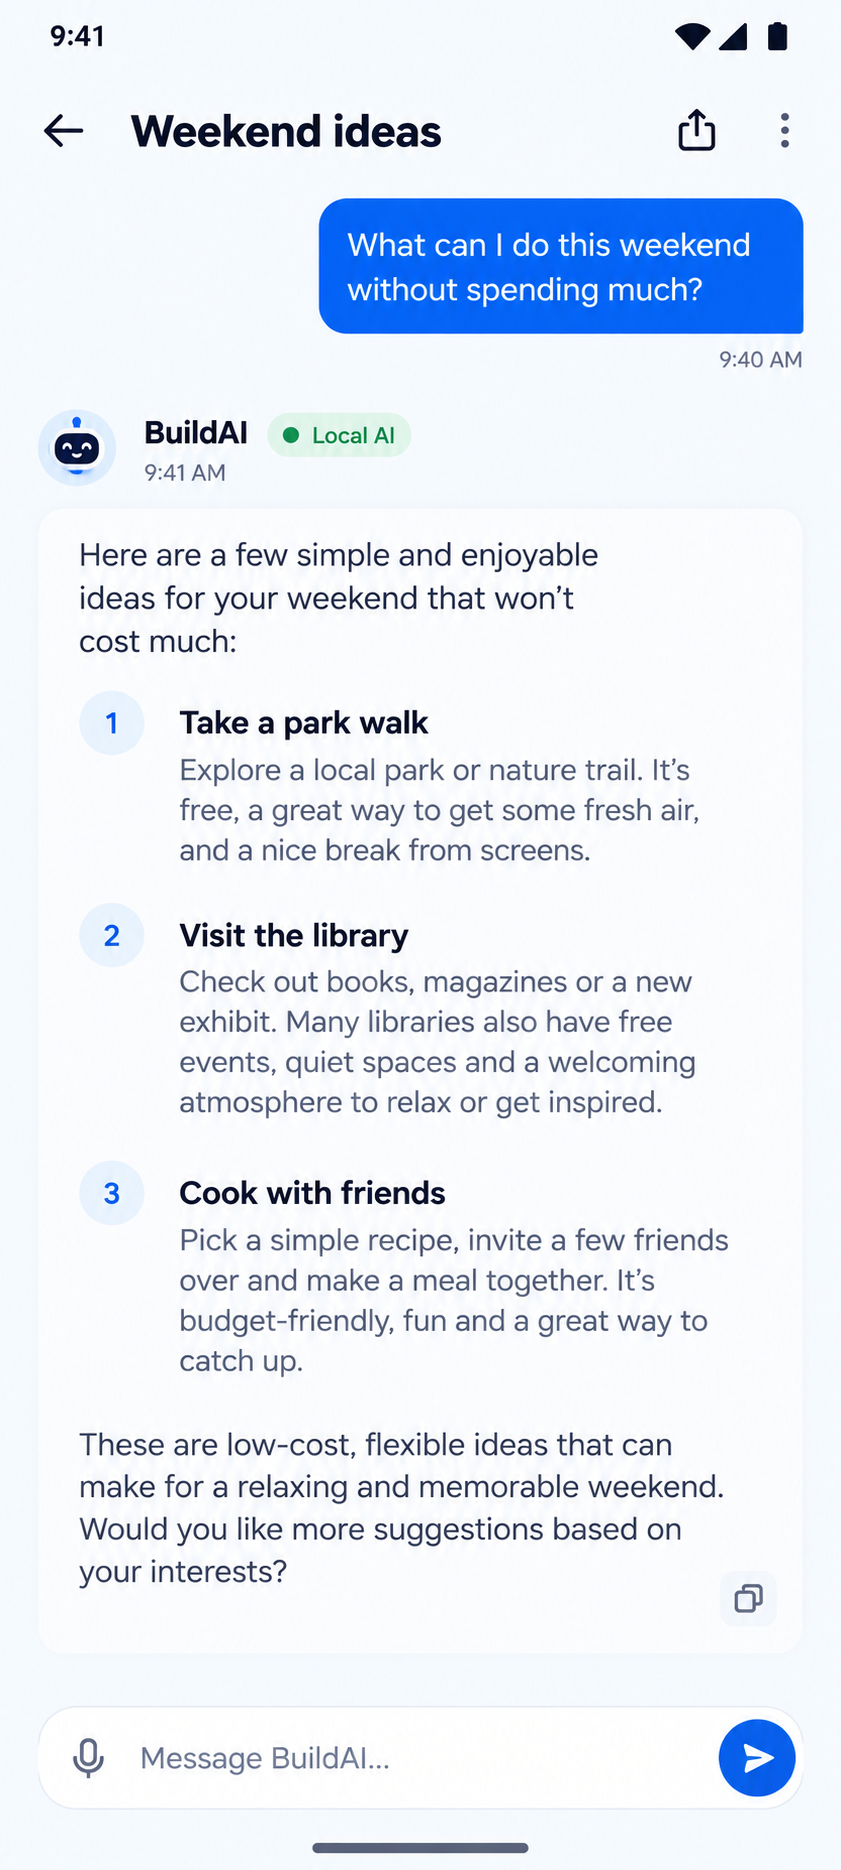 9:41
Weekend ideas
What can I do this weekend
without spending much?
9:40 AM
BuildAI
Local AI
9:41 AM
Here are a few simple and enjoyable
ideas for your weekend that won’t
cost much:
1
Take a park walk
Explore a local park or nature trail. It’s
free, a great way to get some fresh air,
and a nice break from screens.
2
Visit the library
Check out books, magazines or a new
exhibit. Many libraries also have free
events, quiet spaces and a welcoming
atmosphere to relax or get inspired.
3
Cook with friends
Pick a simple recipe, invite a few friends
over and make a meal together. It’s
budget-friendly, fun and a great way to
catch up.
These are low-cost, flexible ideas that can
make for a relaxing and memorable weekend.
Would you like more suggestions based on
your interests?
Message BuildAI...